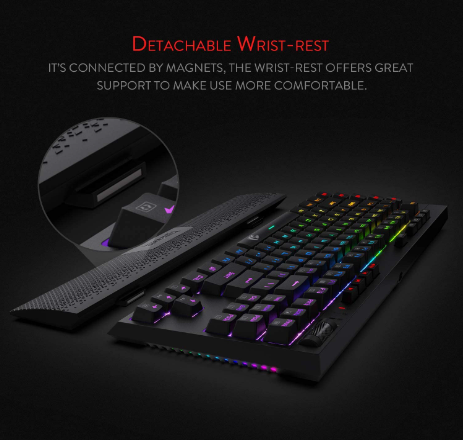 DETACHABLE WRIST-REST
IT'S CONNECTED BY MAGNETS, THE WRIST-REST OFFERS GREAT
SUPPORT TO MAKE USE MORE COMFORTABLE.